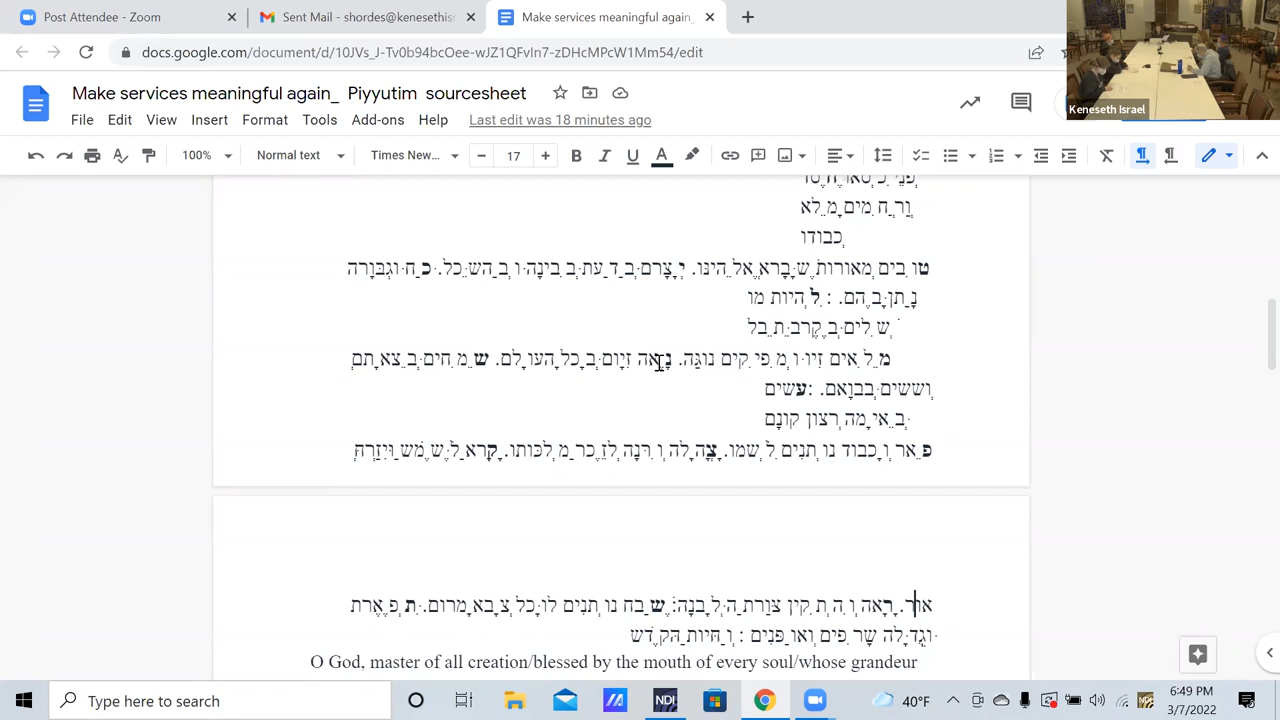 Post Attendee - Zoom
Sent Mail - shordes@kenesethis
Make services meaningful again_
docs.google.com/document/d/10JVs_J-Tv0b94bcOee-wJZ1QFvIn7-zDHcMPcW1Mm54/edit
Keneseth Israel
Make services meaningful again_ Piyyutim sourcesheet
File Edit View Insert Format Tools Add-ons Help Last edit was 18 minutes ago
100% Normal text Times New... 17
וְרַחֲמִים מָלֵא
כְבוֹדוֹ
טוֹבִים מְאוֹרוֹת שֶׁבָּרָא אֱלֹהֵינוּ. יְצָרָם בְּדַעַת בְּבִינָה וּבְהַשְׂכֵּל. כֹּחַ וּגְבוּרָה
נָתַן בָּהֶם. : לִהְיוֹת מוֹ
שְׁלִים בְּקֶרֶב תֵּבֵל
מְלֵאִים זִיו וּמְפִיקִים נוֹגַהּ. נָאֶה זִיוָם בְּכָל הָעוֹלָם. שְׂמֵחִים בְּצֵאתָם
וְשָׂשִׂים בְּבוֹאָם. : עֹשִׂים
בְּאֵימָה רְצוֹן קוֹנָם
פְּאֵר וְכָבוֹד נוֹתְנִים לִשְׁמוֹ. צָהֳלָה וְרִנָּה לְזֵכֶר מַלְכוּתוֹ. קָרָא לַשֶּׁמֶשׁ וַיִּזְרַח
אוֹר. רָאָה וְהִתְקִין צוּרַת הַלְּבָנָה: שֶׁבַח נוֹתְנִים לוֹ כָּל צְבָא מָרוֹם. תִּפְאֶרֶת
וּגְדֻלָּה שְׂרָפִים וְאוֹפַנִּים : וְחַיּוֹת הַקֹּדֶשׁ
O God, master of all creation/blessed by the mouth of every soul/whose grandeur
Type here to search
NDI
40°F
6:49 PM
3/7/2022